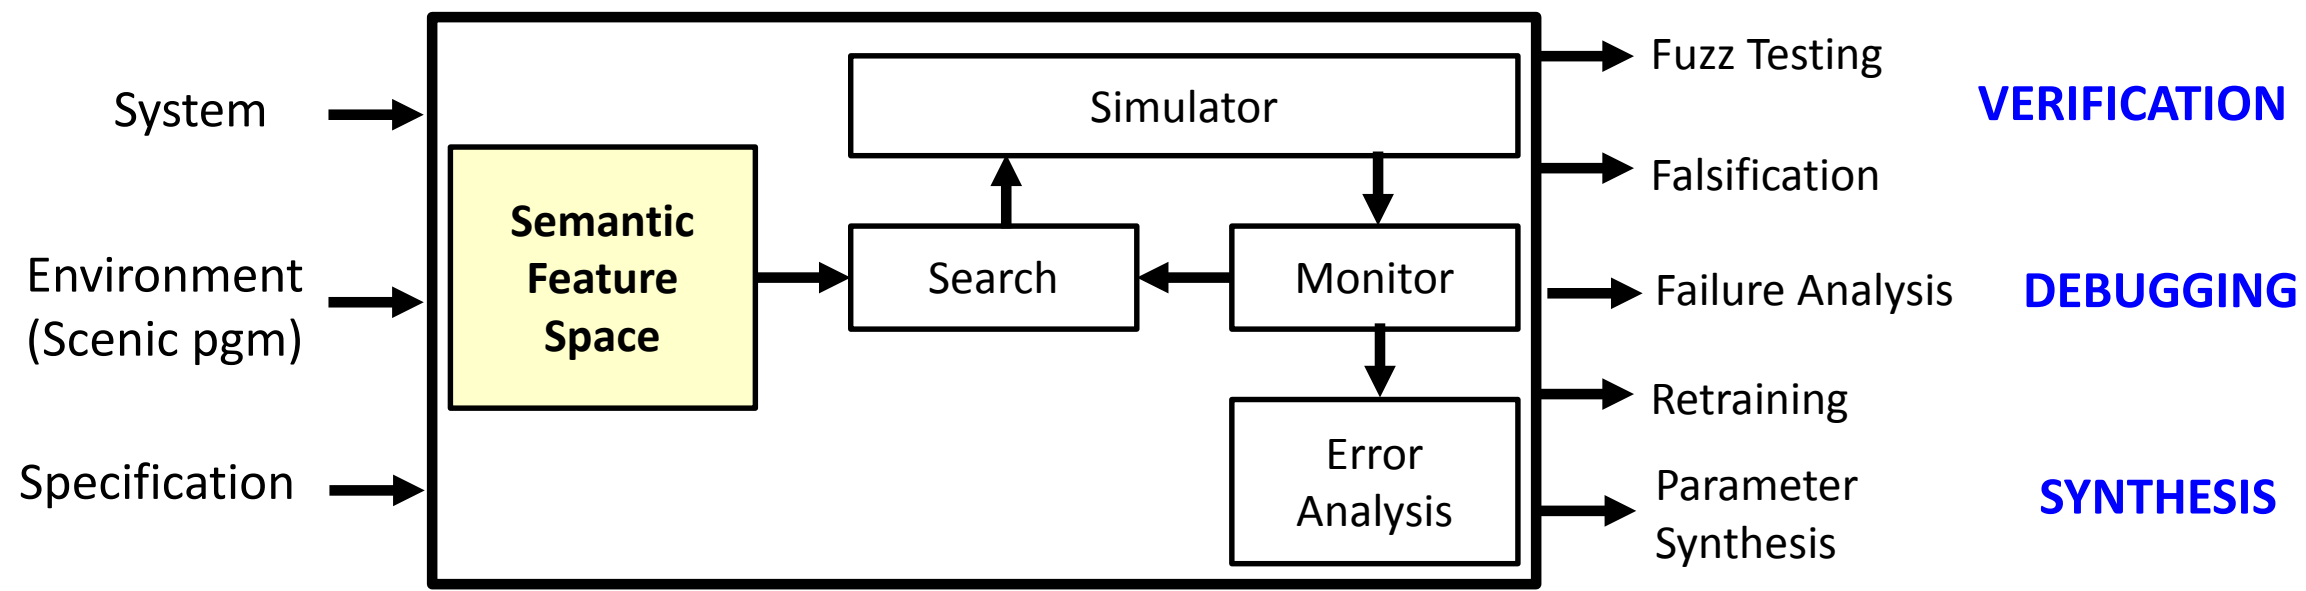 System
Environment
(Scenic pgm)
Specification
Semantic
Feature
Space
Simulator
Search
Monitor
Error
Analysis
Fuzz Testing
Falsification
Failure Analysis
Retraining
Parameter
Synthesis
VERIFICATION
DEBUGGING
SYNTHESIS